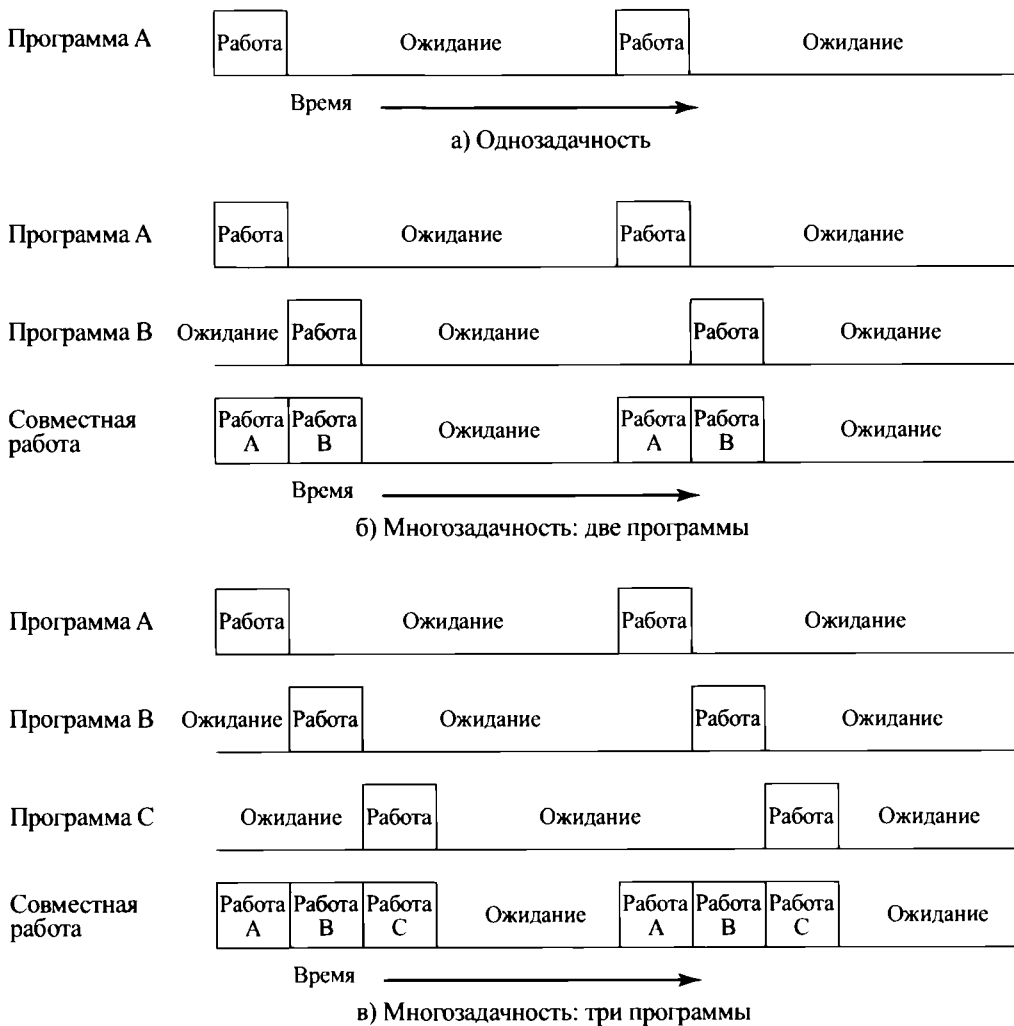 Программа A Работа Ожидание Работа Ожидание
Время
а) Однозадачность
Программа A Работа Ожидание Работа Ожидание
Программа B Ожидание Работа Ожидание Работа Ожидание
Совместная работа Работа A Работа B Ожидание Работа A Работа B Ожидание
Время
б) Многозадачность: две программы
Программа A Работа Ожидание Работа Ожидание
Программа B Ожидание Работа Ожидание Работа Ожидание
Программа C Ожидание Работа Ожидание Работа Ожидание
Совместная работа Работа A Работа B Работа C Ожидание Работа A Работа B Работа C Ожидание
Время
в) Многозадачность: три программы